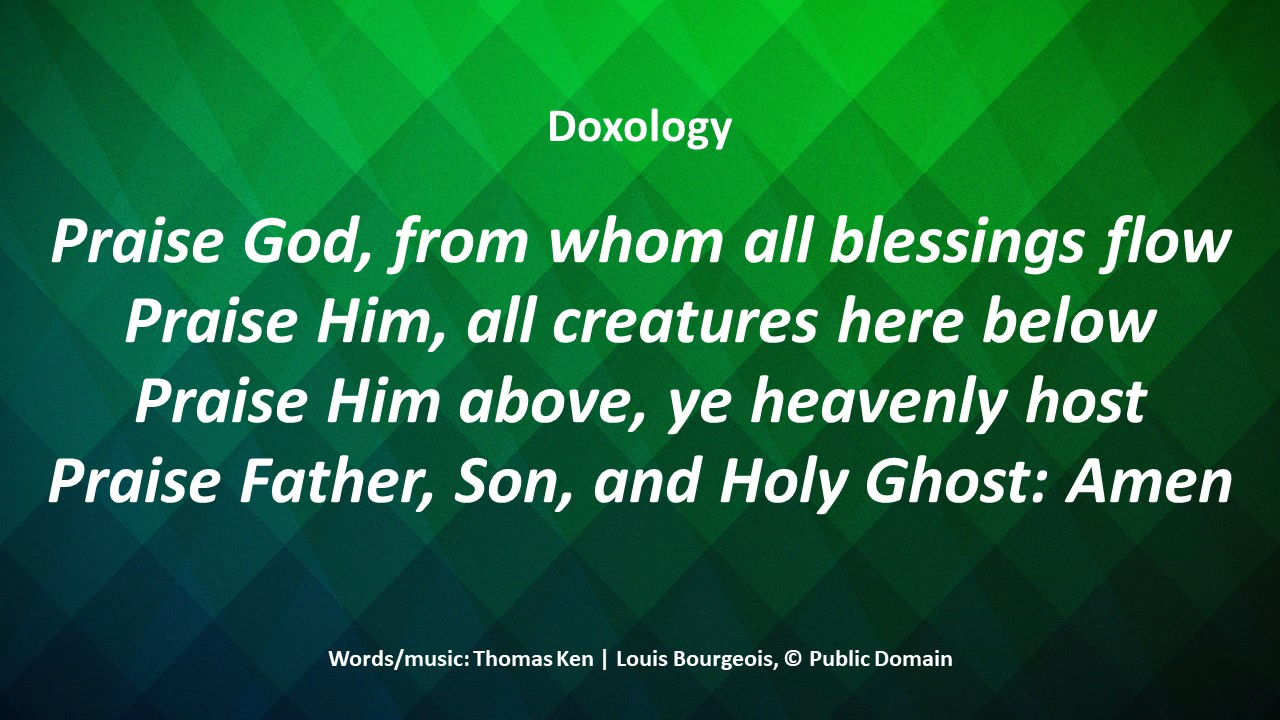 Doxology
Praise God, from whom all blessings flow
Praise Him, all creatures here below
Praise Him above, ye heavenly host
Praise Father, Son, and Holy Ghost: Amen
Words/music: Thomas Ken | Louis Bourgeois, © Public Domain